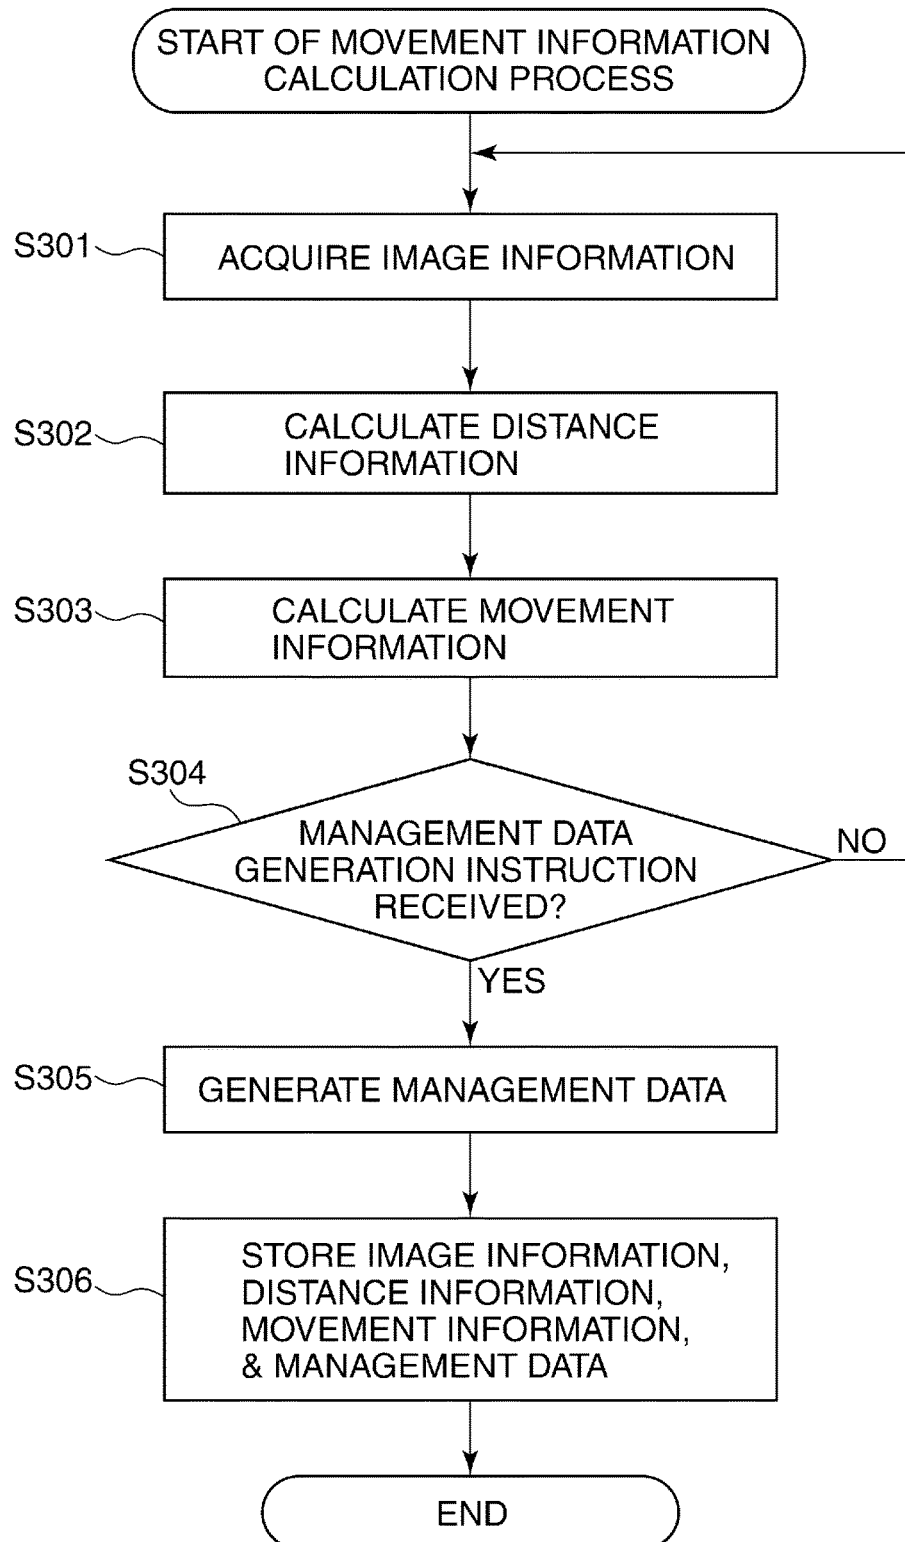 START OF MOVEMENT INFORMATION
CALCULATION PROCESS
S301
ACQUIRE IMAGE INFORMATION
S302
CALCULATE DISTANCE
INFORMATION
S303
CALCULATE MOVEMENT
INFORMATION
S304
MANAGEMENT DATA
GENERATION INSTRUCTION
RECEIVED?
NO
YES
S305
GENERATE MANAGEMENT DATA
S306
STORE IMAGE INFORMATION,
DISTANCE INFORMATION,
MOVEMENT INFORMATION,
& MANAGEMENT DATA
END